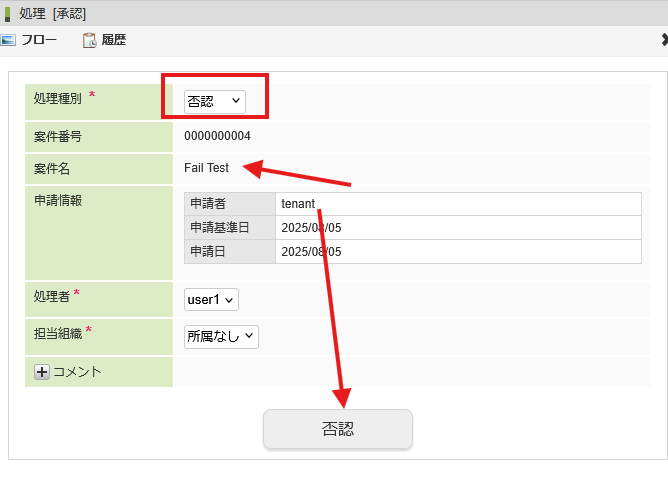 処理 [承認]
フロー 履歴
処理種別 * 否認
案件番号 0000000004
案件名 Fail Test
申請情報 申請者 tenant
申請基準日 2025/08/05
申請日 2025/08/05
処理者 * user1
担当組織 * 所属なし
コメント
否認